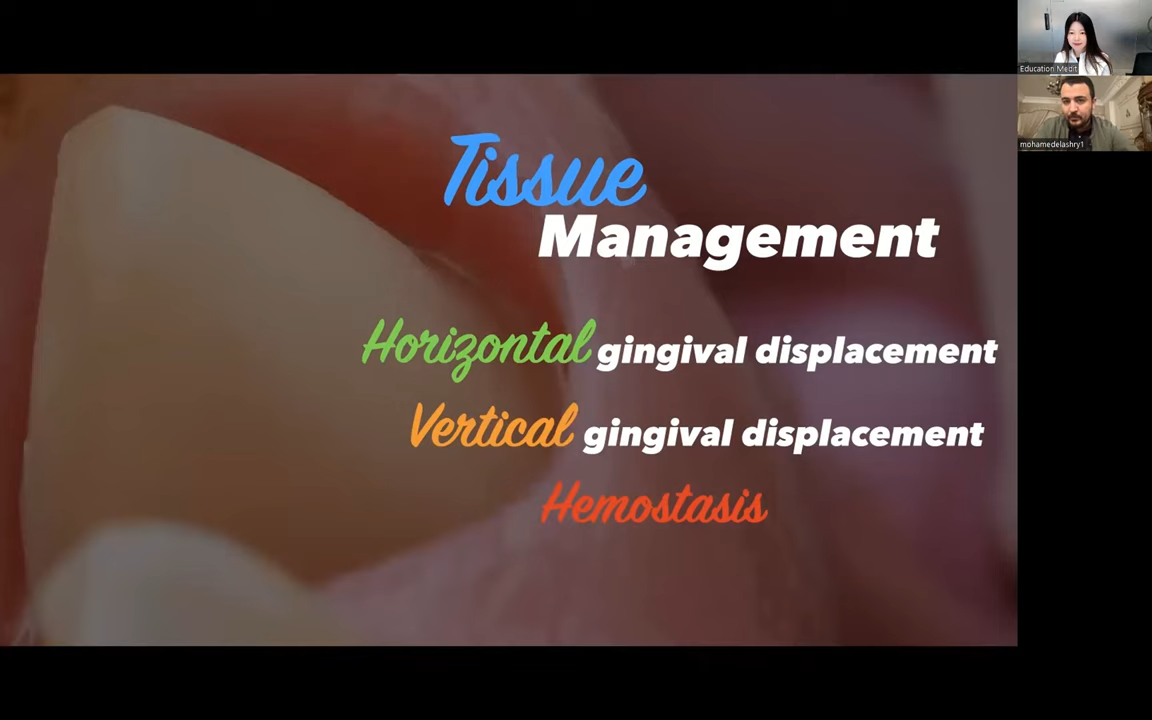 Tissue
Management
Horizontal gingival displacement
Vertical gingival displacement
Hemostasis
Education Medit
mohamedelashry1